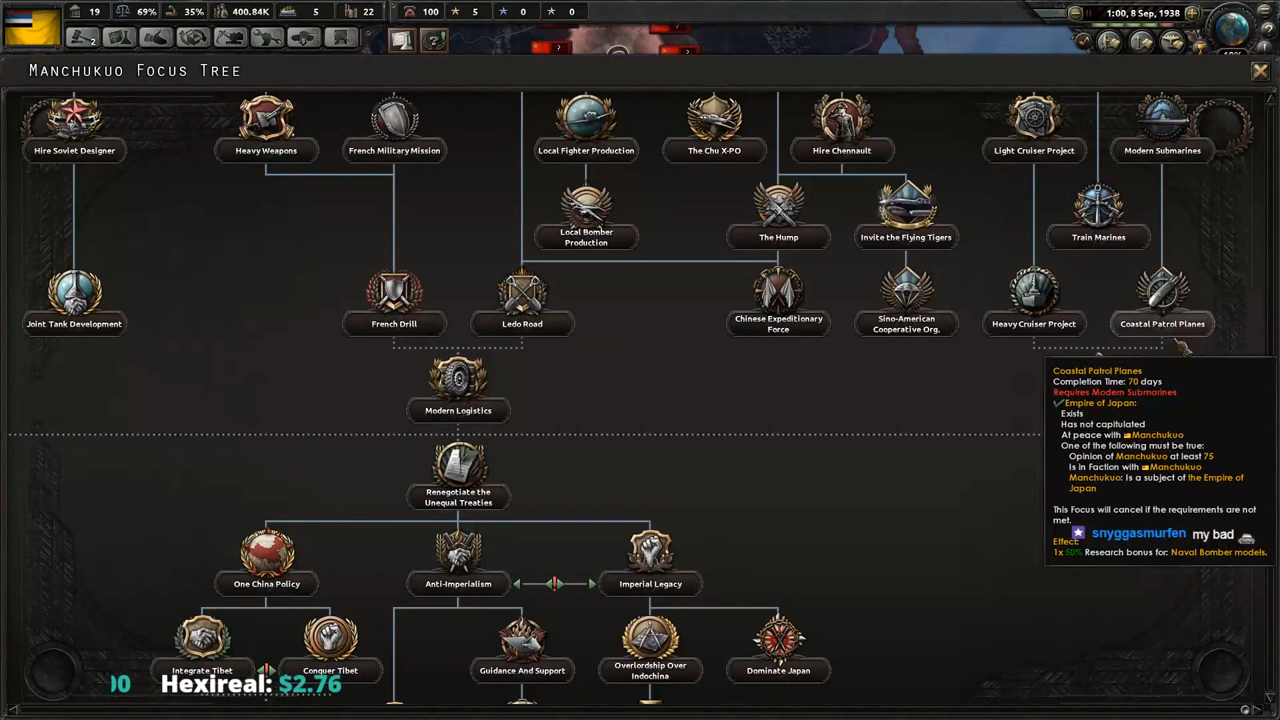 19 69% 35% 400.84K 5 22 100 5 0 0 1:00, 8 Sep, 1938
2
MANCHUKUO FOCUS TREE
Hire Soviet Designer
Heavy Weapons
French Military Mission
Local Fighter Production
The Chu X-PO
Hire Chennault
Light Cruiser Project
Modern Submarines
Local Bomber
Production
The Hump
Invite the Flying Tigers
Train Marines
Joint Tank Development
French Drill
Ledo Road
Chinese Expeditionary
Force
Sino-American
Cooperative Org.
Heavy Cruiser Project
Coastal Patrol Planes
Modern Logistics
Renegotiate the
Unequal Treaties
One China Policy
Anti-Imperialism
Imperial Legacy
Integrate Tibet
Conquer Tibet
Guidance And Support
Overlordship Over
Indochina
Dominate Japan
Coastal Patrol Planes
Completion Time: 70 days
Requires Modern Submarines
Empire of Japan:
Exists
Has not capitulated
At peace with Manchukuo
One of the following must be true:
Opinion of Manchukuo at least 75
Is in Faction with Manchukuo
Manchukuo: Is a subject of the Empire of
Japan
This Focus will cancel if the requirements are not
met.
snyggasmurfen my bad
Effect:
1x 50% Research bonus for: Naval Bomber models.
Hexireal: $2.76